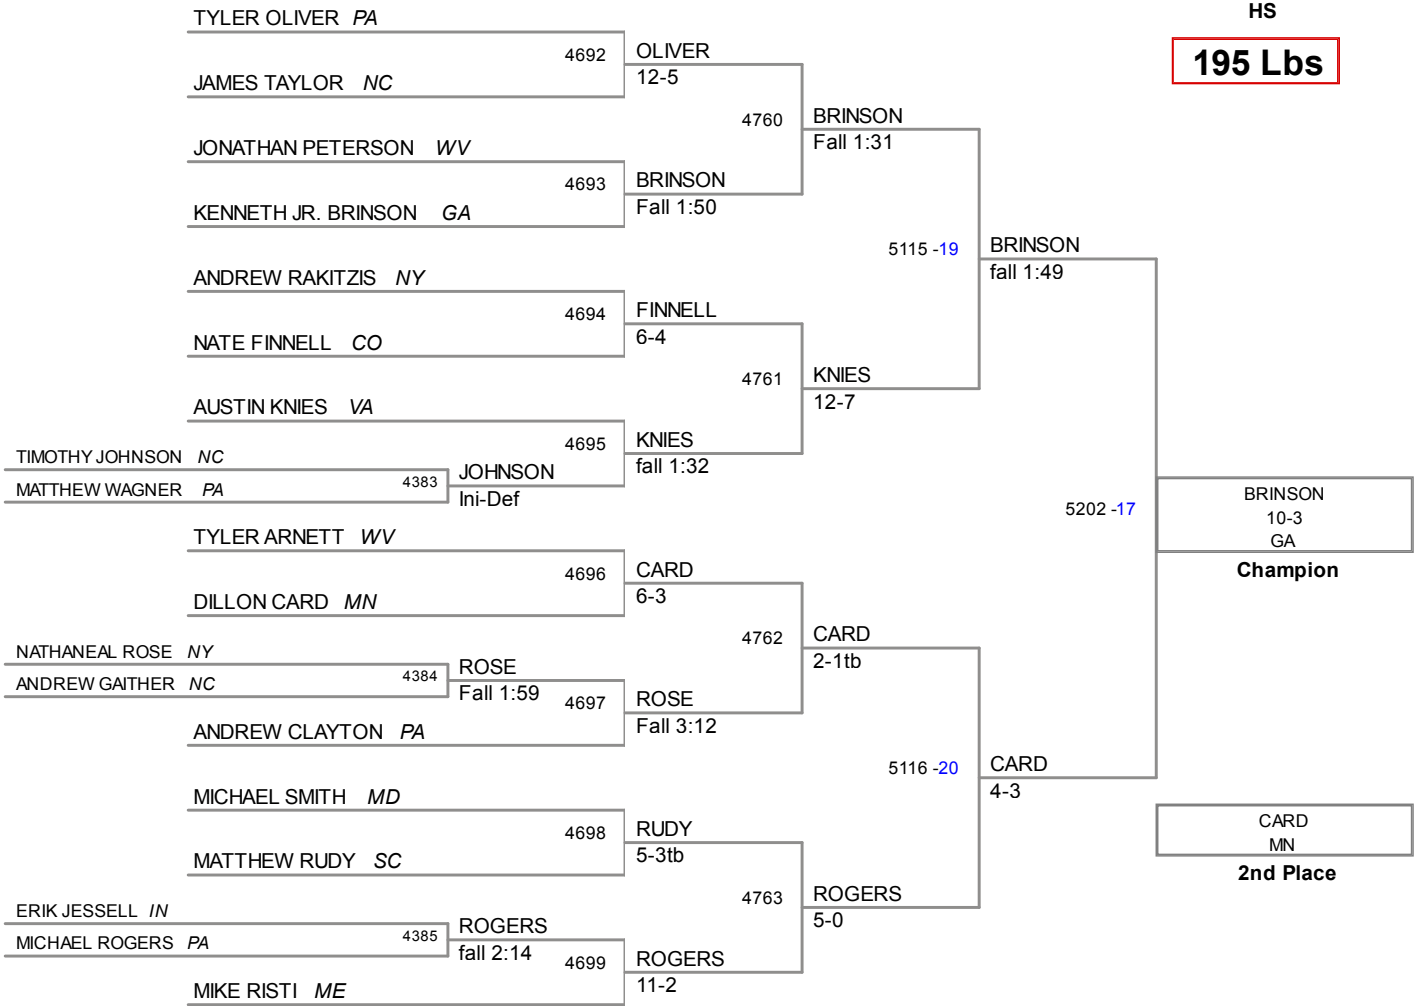 TYLER OLIVER PA
4692
JAMES TAYLOR NC
OLIVER
12-5
JONATHAN PETERSON WV
4693
KENNETH JR. BRINSON GA
BRINSON
Fall 1:50
4760
BRINSON
Fall 1:31
ANDREW RAKITZIS NY
4694
NATE FINNELL CO
FINNELL
6-4
AUSTIN KNIES VA
TIMOTHY JOHNSON NC
MATTHEW WAGNER PA
4383
JOHNSON
Ini-Def
4695
KNIES
fall 1:32
4761
KNIES
12-7
5115 -19
BRINSON
fall 1:49
TYLER ARNETT WV
4696
DILLON CARD MN
CARD
6-3
NATHANEAL ROSE NY
ANDREW GAITHER NC
4384
ROSE
Fall 1:59
4697
ANDREW CLAYTON PA
ROSE
Fall 3:12
4762
CARD
2-1tb
MICHAEL SMITH MD
4698
MATTHEW RUDY SC
RUDY
5-3tb
ERIK JESSELL IN
MICHAEL ROGERS PA
4385
ROGERS
fall 2:14
4699
MIKE RISTI ME
ROGERS
11-2
4763
ROGERS
5-0
5116 -20
CARD
4-3
5202 -17
HS
195 Lbs
BRINSON
10-3
GA
Champion
CARD
MN
2nd Place